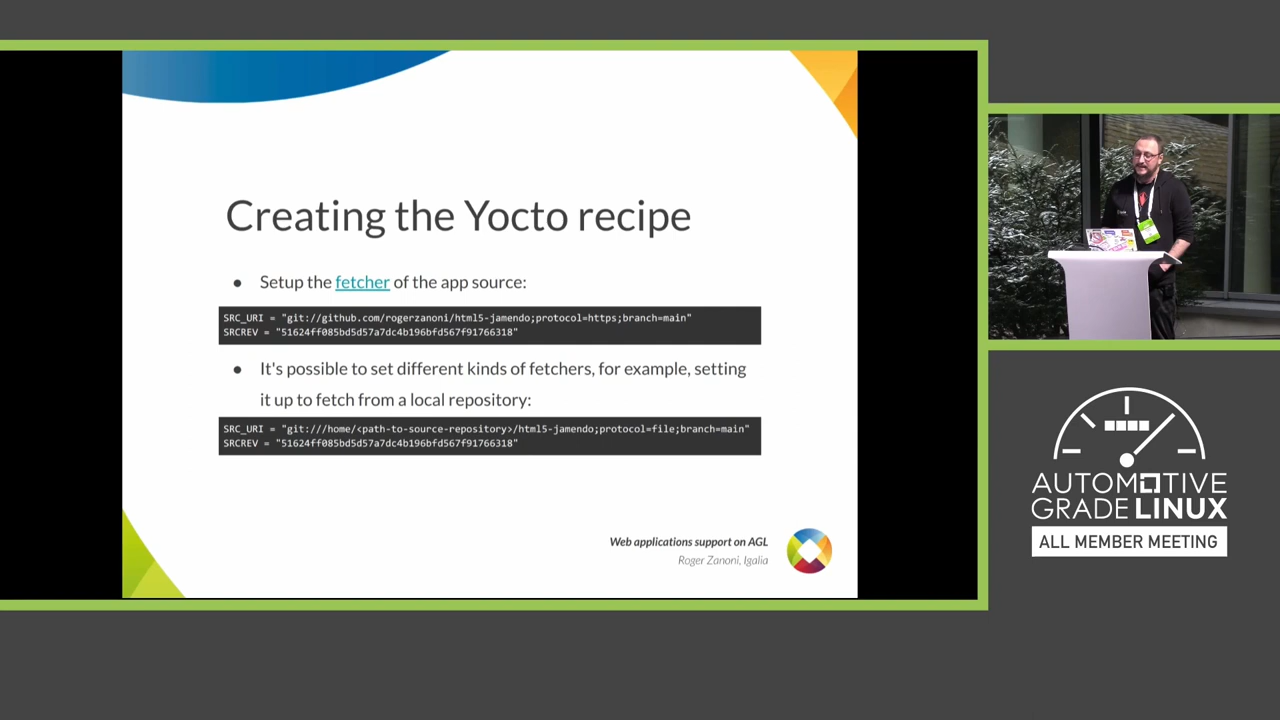 Creating the Yocto recipe
● Setup the fetcher of the app source:
SRC_URI = "git://github.com/rogerzanoni/html5-jamendo;protocol=https;branch=main"
SRCREV = "51624ff085bd5d57a7dc4b196bfd567f91766318"
● It's possible to set different kinds of fetchers, for example, setting
it up to fetch from a local repository:
SRC_URI = "git:///home/<path-to-source-repository>/html5-jamendo;protocol=file;branch=main"
SRCREV = "51624ff085bd5d57a7dc4b196bfd567f91766318"
Web applications support on AGL
Roger Zanoni, Igalia
AUTOMOTIVE
GRADE LINUX
ALL MEMBER MEETING